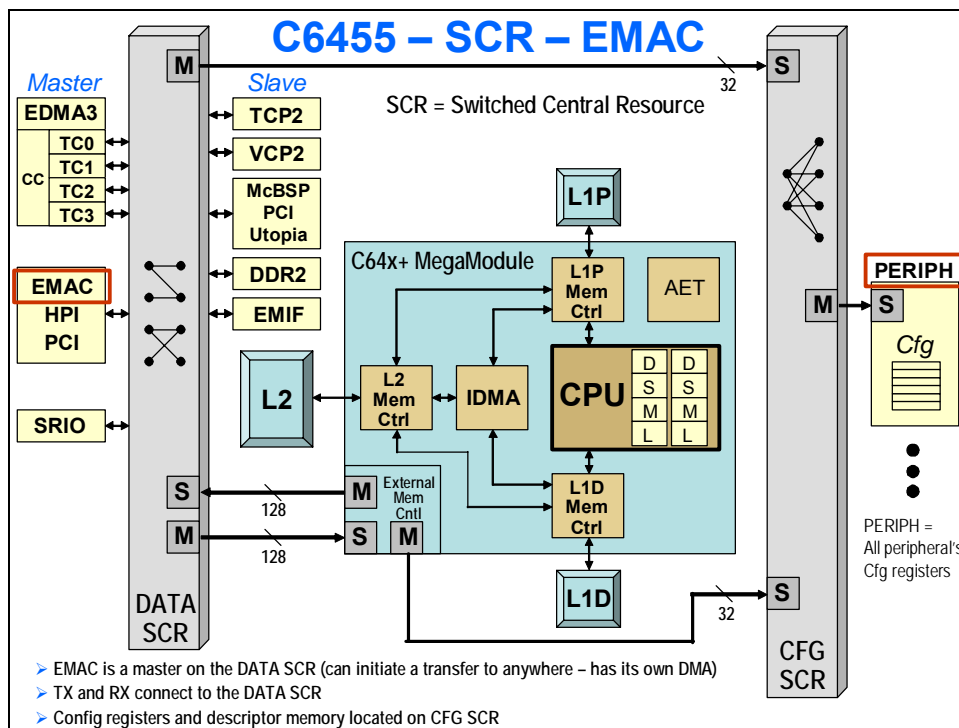 C6455 – SCR – EMAC
Master
Slave
M
32
S
SCR = Switched Central Resource
EDMA3
CC
TC0
TC1
TC2
TC3
TCP2
VCP2
McBSP
PCI
Utopia
DDR2
EMIF
EMAC
HPI
PCI
SRIO
L1P
C64x+ MegaModule
L1P
Mem
Ctrl
AET
L2
L2
Mem
Ctrl
IDMA
CPU
D D
S S
M M
L L
L1D
Mem
Ctrl
External
Mem
Cntl
M
S
M
S
128
M
128
L1D
32
S
M
PERIPH
S
Cfg
PERIPH =
All peripheral's
Cfg registers
DATA
SCR
CFG
SCR
➢ EMAC is a master on the DATA SCR (can initiate a transfer to anywhere – has its own DMA)
➢ TX and RX connect to the DATA SCR
➢ Config registers and descriptor memory located on CFG SCR